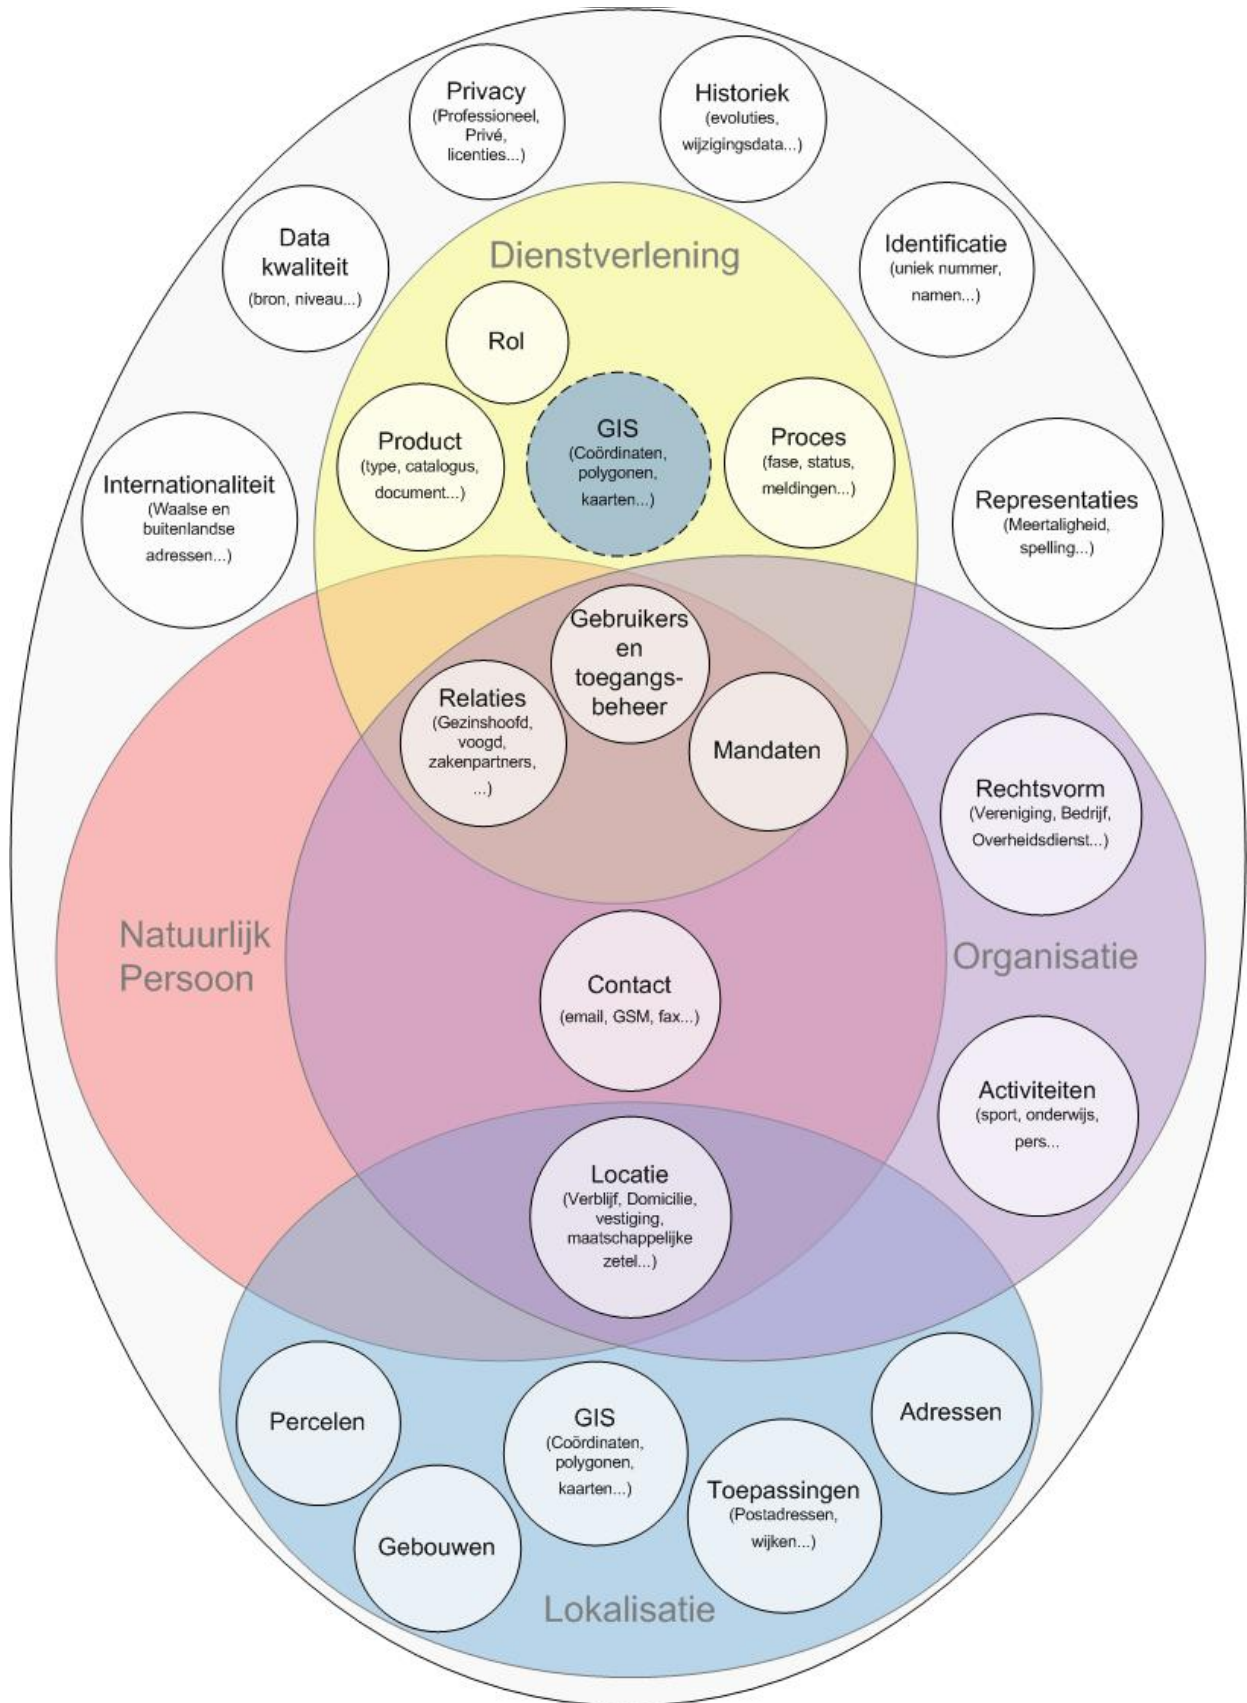 Privacy
(Professioneel,
Privé,
licenties...)
Historiek
(evoluties,
wijzigingsdata...)
Data
kwaliteit
(bron, niveau...)
Dienstverlening
Identificatie
(uniek nummer,
namen...)
Rol
Internationaliteit
(Waalse en
buitenlandse
adressen...)
Product
(type, catalogus,
document...)
GIS
(Coördinaten,
polygonen,
kaarten...)
Proces
(fase, status,
meldingen...)
Representaties
(Meertaligheid,
spelling...)
Gebruikers
en
toegangs-
beheer
Relaties
(Gezinshoofd,
voogd,
zakenpartners,
...)
Mandaten
Rechtsvorm
(Vereniging, Bedrijf,
Overheidsdienst...)
Natuurlijk
Persoon
Organisatie
Contact
(email, GSM, fax...)
Activiteiten
(sport, onderwijs,
pers...
Locatie
(Verblijf, Domicilie,
vestiging,
maatschappelijke
zetel...)
Percelen
GIS
(Coördinaten,
polygonen,
kaarten...)
Adressen
Gebouwen
Toepassingen
(Postadressen,
wijken...)
Lokalisatie